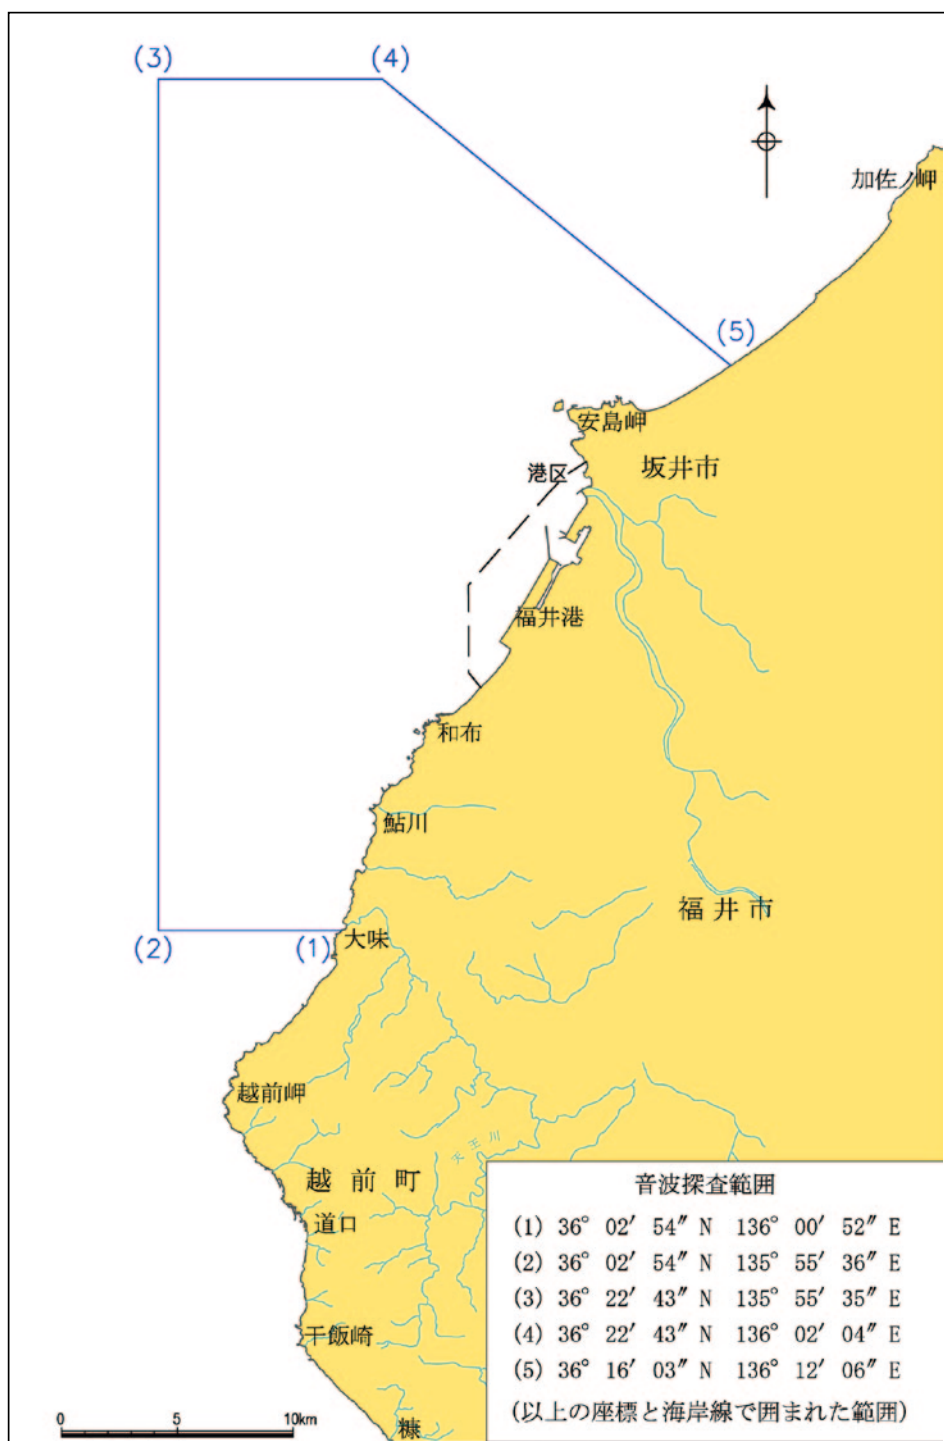 (3)
(4)
加佐ノ岬
(5)
安島岬
坂井市
港区
福井港
和布
鮎川
福井市
大味
(2)
(1)
越前岬
天王川
越前町
道口
干飯崎
糠
0 5 10km
音波探査範囲
(1) 36° 02′ 54″ N 136° 00′ 52″ E
(2) 36° 02′ 54″ N 135° 55′ 36″ E
(3) 36° 22′ 43″ N 135° 55′ 35″ E
(4) 36° 22′ 43″ N 136° 02′ 04″ E
(5) 36° 16′ 03″ N 136° 12′ 06″ E
(以上の座標と海岸線で囲まれた範囲)